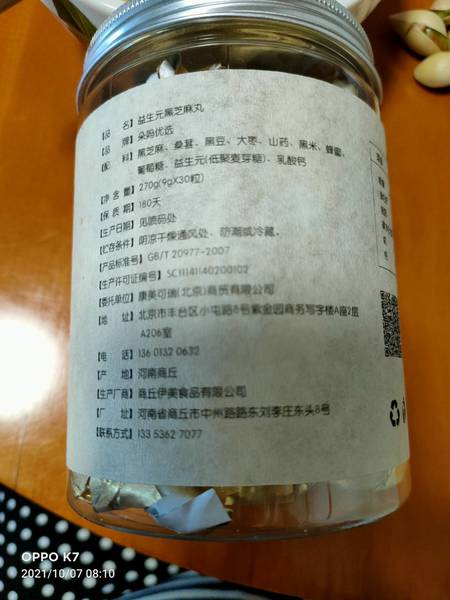 【品　　名】益生元黑芝麻丸
【品　　牌】朵妈优选
【配　　料】黑芝麻、桑葚、黑豆、大枣、山药、黑米、蜂蜜、
葡萄糖、益生元(低聚麦芽糖)、乳酸钙
【净 含 量】270g(9gX30粒)
【保 质 期】180天
【生产日期】见喷码处
【贮存条件】阴凉干燥通风处、防潮或冷藏。
【产品标准号】GB/T 20977-2007
【生产许可证编号】SC11141140200102
【委托单位】康美可瑞(北京)商贸有限公司
【地　　址】北京市丰台区小屯路8号紫金园商务写字楼A座2层
A206室
【电　　话】136 0132 0632
【产　　地】河南商丘
【生产厂商】商丘伊美食品有限公司
【厂　　址】河南省商丘市中州路路东刘李庄东头8号
【联系方式】133 5362 7077
OPPO K7
2021/10/07 08:10